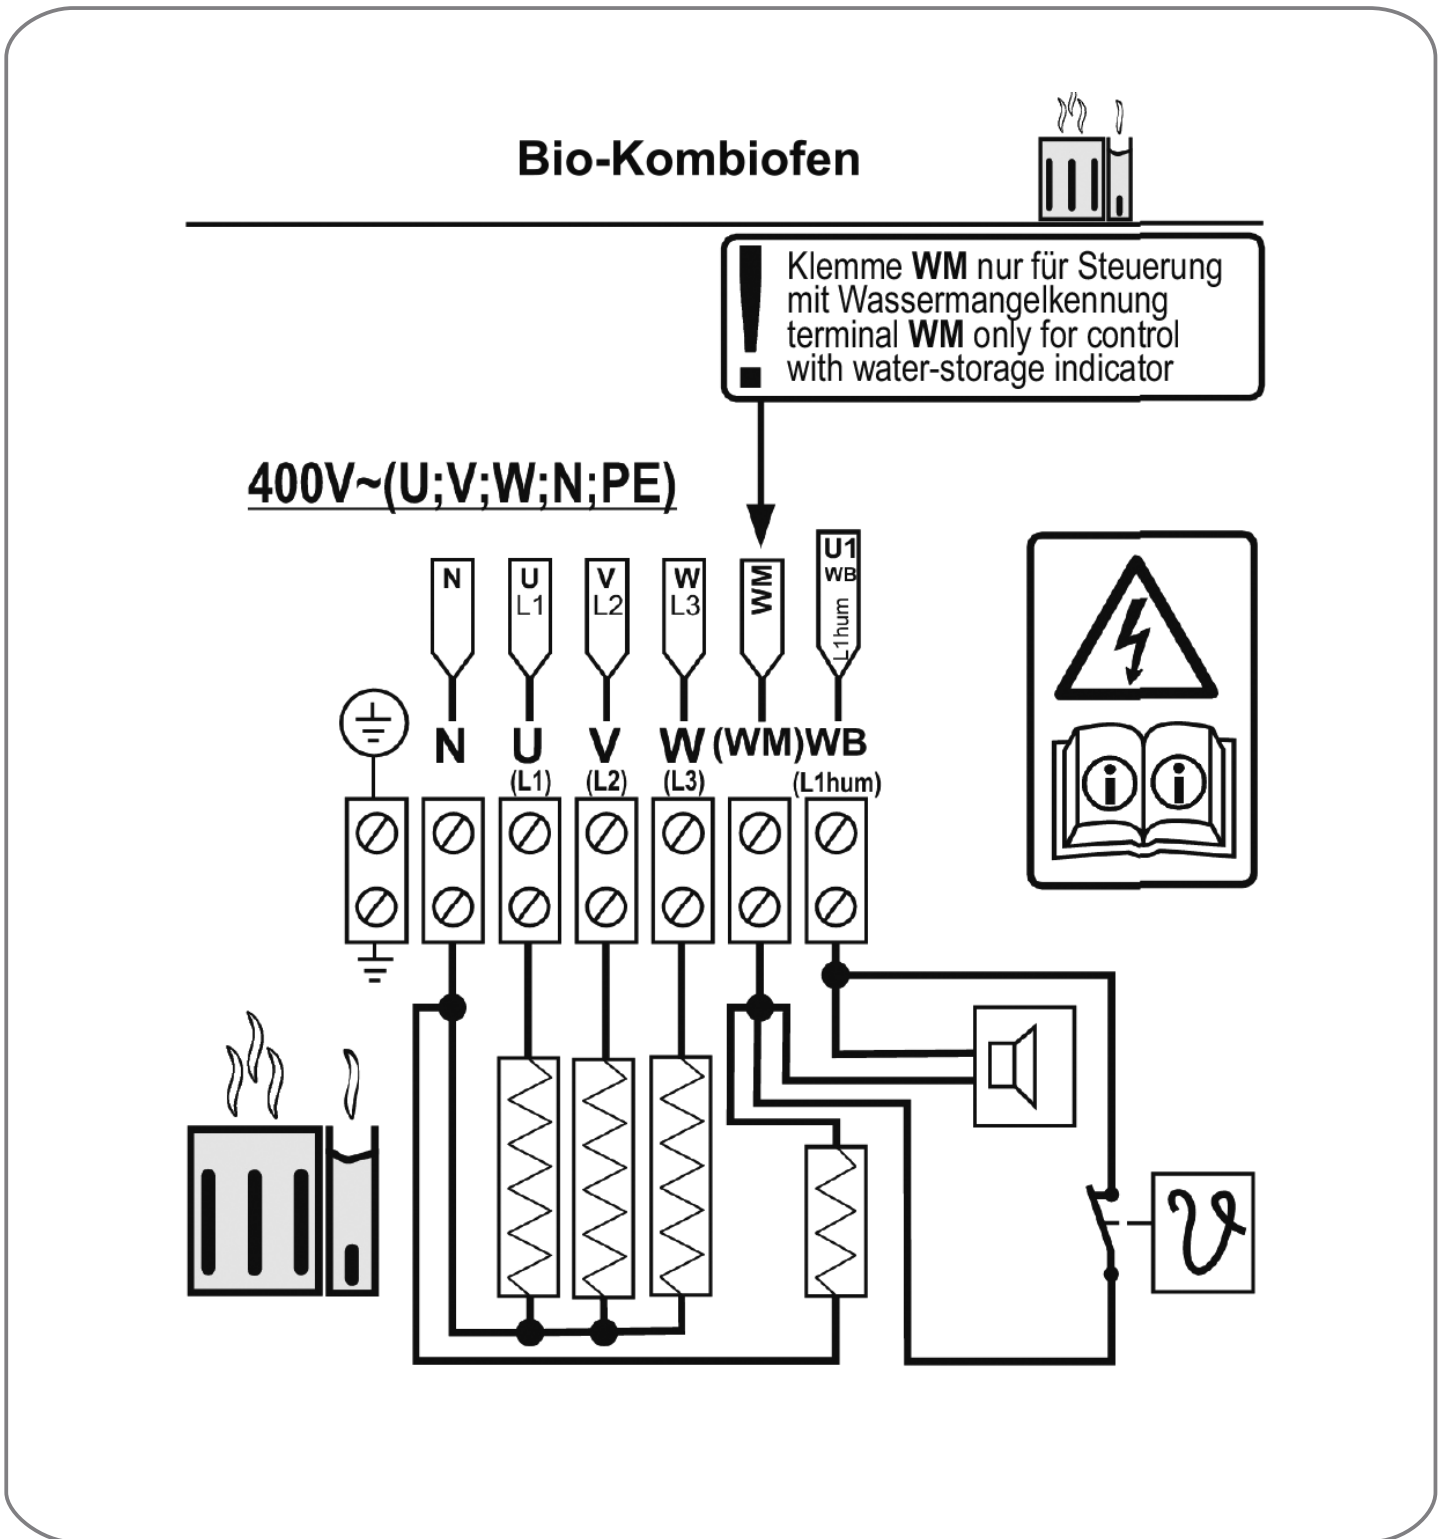 Bio-Kombiofen
! Klemme WM nur für Steuerung
mit Wassermangelkennung
terminal WM only for control
with water-storage indicator
400V~(U;V;W;N;PE)
N
U
L1
V
L2
W
L3
WM
U1
WB
L1hum
N U V W (WM) WB
(L1) (L2) (L3) (L1hum)
i i
ϑ